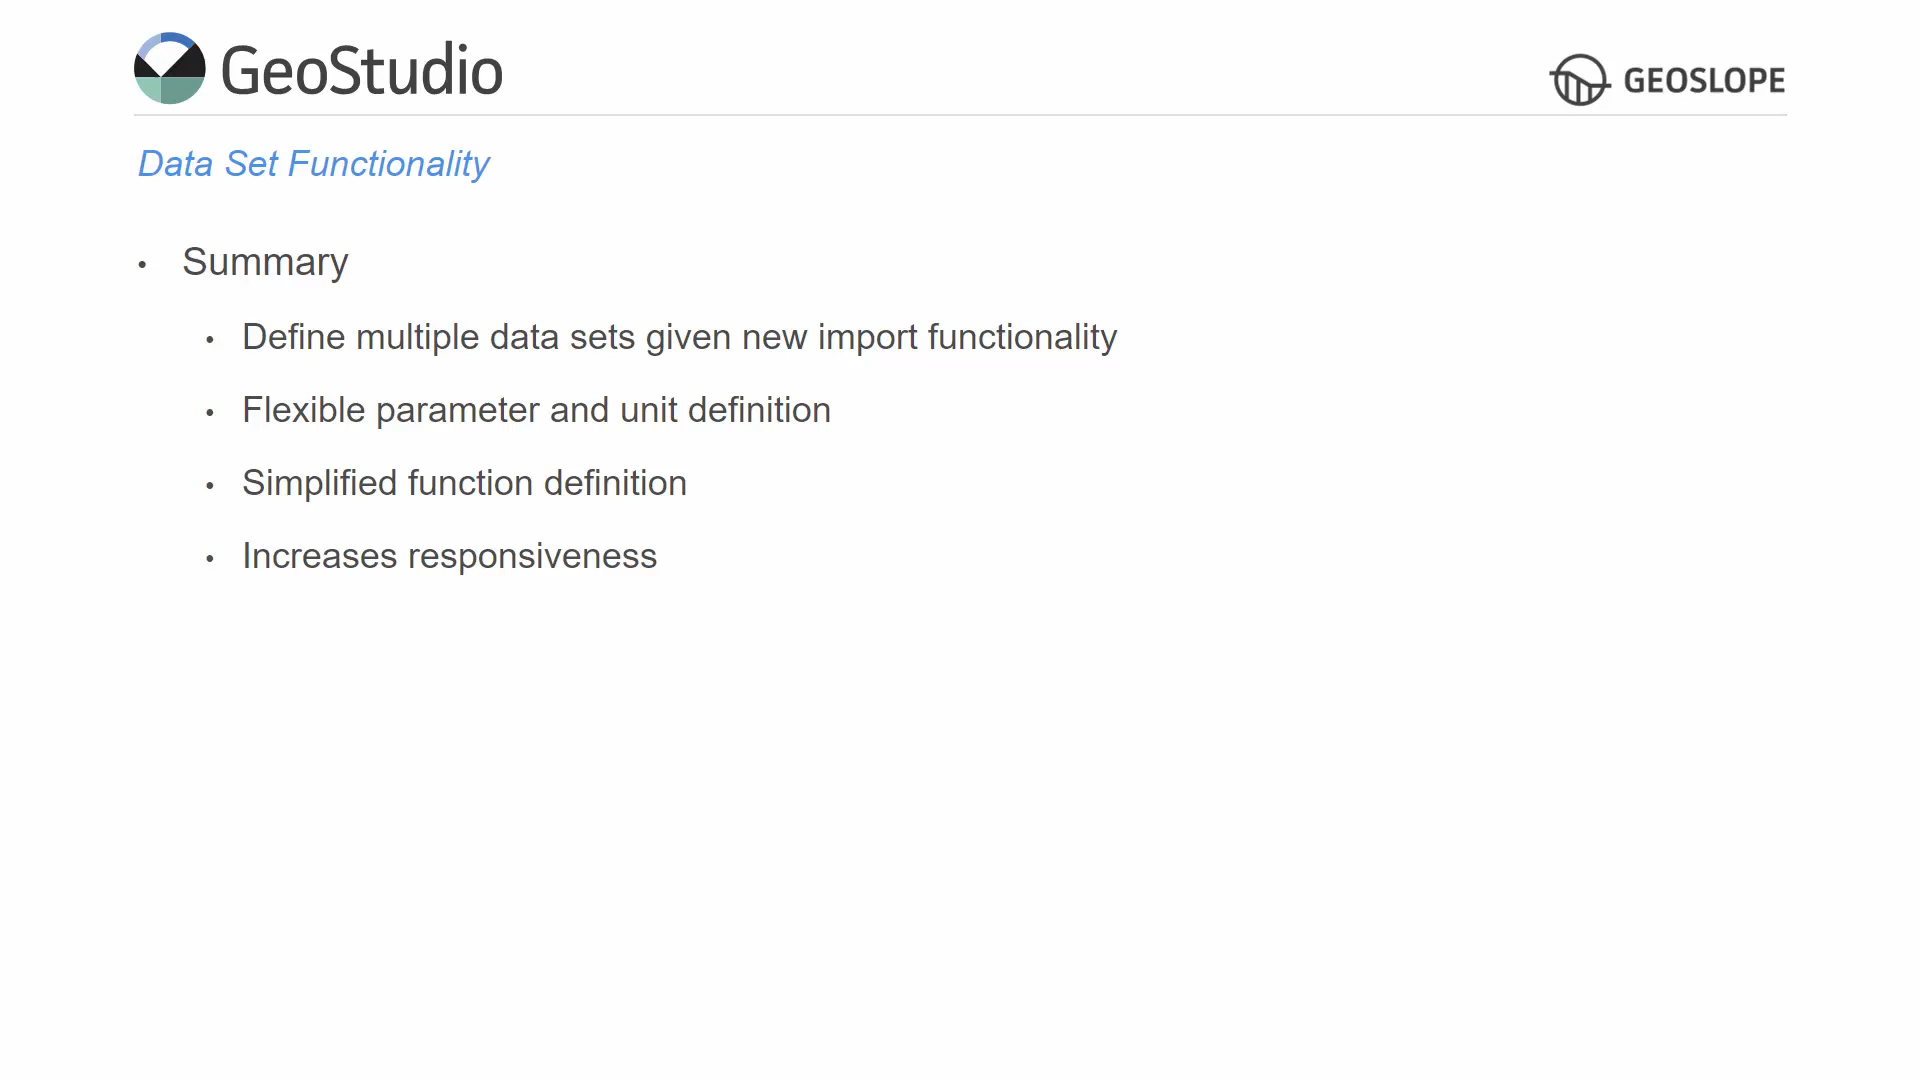 GeoStudio
GEOSLOPE
Data Set Functionality
• Summary
• Define multiple data sets given new import functionality
• Flexible parameter and unit definition
• Simplified function definition
• Increases responsiveness